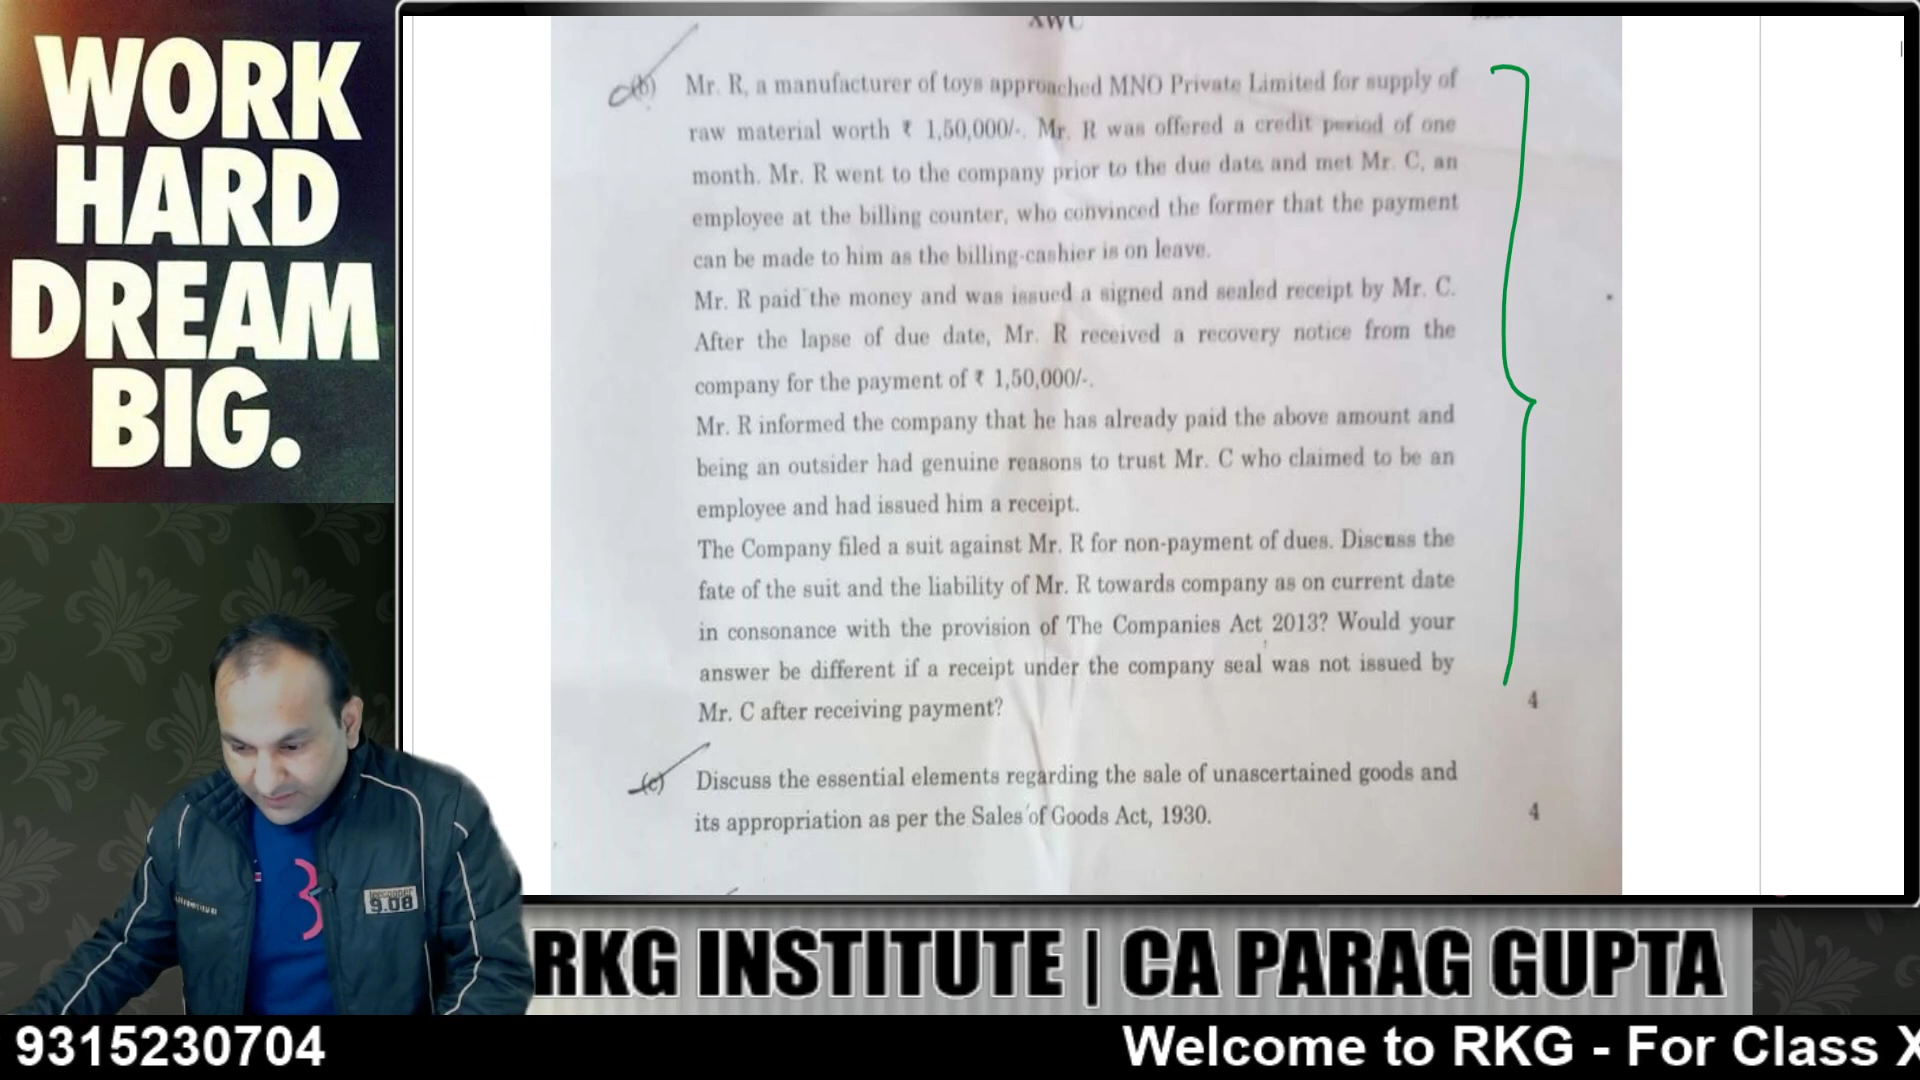 WORK
HARD
DREAM
BIG.
XWC
(b) Mr. R, a manufacturer of toys approached MNO Private Limited for supply of
raw material worth ₹ 1,50,000/-. Mr. R was offered a credit period of one
month. Mr. R went to the company prior to the due date and met Mr. C, an
employee at the billing counter, who convinced the former that the payment
can be made to him as the billing-cashier is on leave.
Mr. R paid the money and was issued a signed and sealed receipt by Mr. C.
After the lapse of due date, Mr. R received a recovery notice from the
company for the payment of ₹ 1,50,000/-.
Mr. R informed the company that he has already paid the above amount and
being an outsider had genuine reasons to trust Mr. C who claimed to be an
employee and had issued him a receipt.
The Company filed a suit against Mr. R for non-payment of dues. Discuss the
fate of the suit and the liability of Mr. R towards company as on current date
in consonance with the provision of The Companies Act 2013? Would your
answer be different if a receipt under the company seal was not issued by
Mr. C after receiving payment? 4
(c) Discuss the essential elements regarding the sale of unascertained goods and
its appropriation as per the Sales of Goods Act, 1930. 4
leecooper
9.08
RKG INSTITUTE | CA PARAG GUPTA
9315230704 Welcome to RKG - For Class X